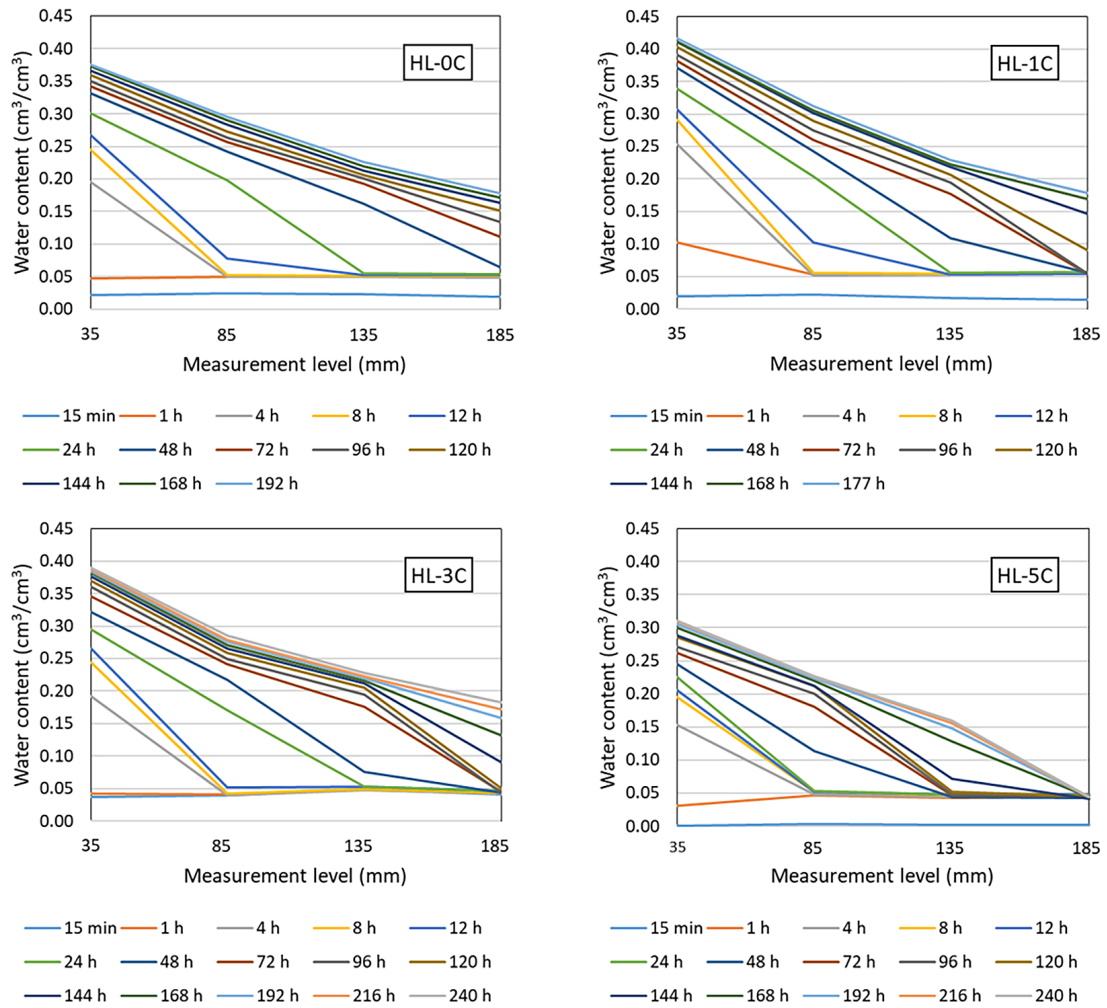 0.45
0.40
0.35
0.30
0.25
0.20
0.15
0.10
0.05
0.00
Water content (cm³/cm³)
HL-0C
35 85 135 185
Measurement level (mm)
15 min 1 h 4 h 8 h 12 h
24 h 48 h 72 h 96 h 120 h
144 h 168 h 192 h
0.45
0.40
0.35
0.30
0.25
0.20
0.15
0.10
0.05
0.00
Water content (cm³/cm³)
HL-1C
35 85 135 185
Measurement level (mm)
15 min 1 h 4 h 8 h 12 h
24 h 48 h 72 h 96 h 120 h
144 h 168 h 177 h
0.45
0.40
0.35
0.30
0.25
0.20
0.15
0.10
0.05
0.00
Water content (cm³/cm³)
HL-3C
35 85 135 185
Measurement level (mm)
15 min 1 h 4 h 8 h 12 h
24 h 48 h 72 h 96 h 120 h
144 h 168 h 192 h 216 h 240 h
0.45
0.40
0.35
0.30
0.25
0.20
0.15
0.10
0.05
0.00
Water content (cm³/cm³)
HL-5C
35 85 135 185
Measurement level (mm)
15 min 1 h 4 h 8 h 12 h
24 h 48 h 72 h 96 h 120 h
144 h 168 h 192 h 216 h 240 h